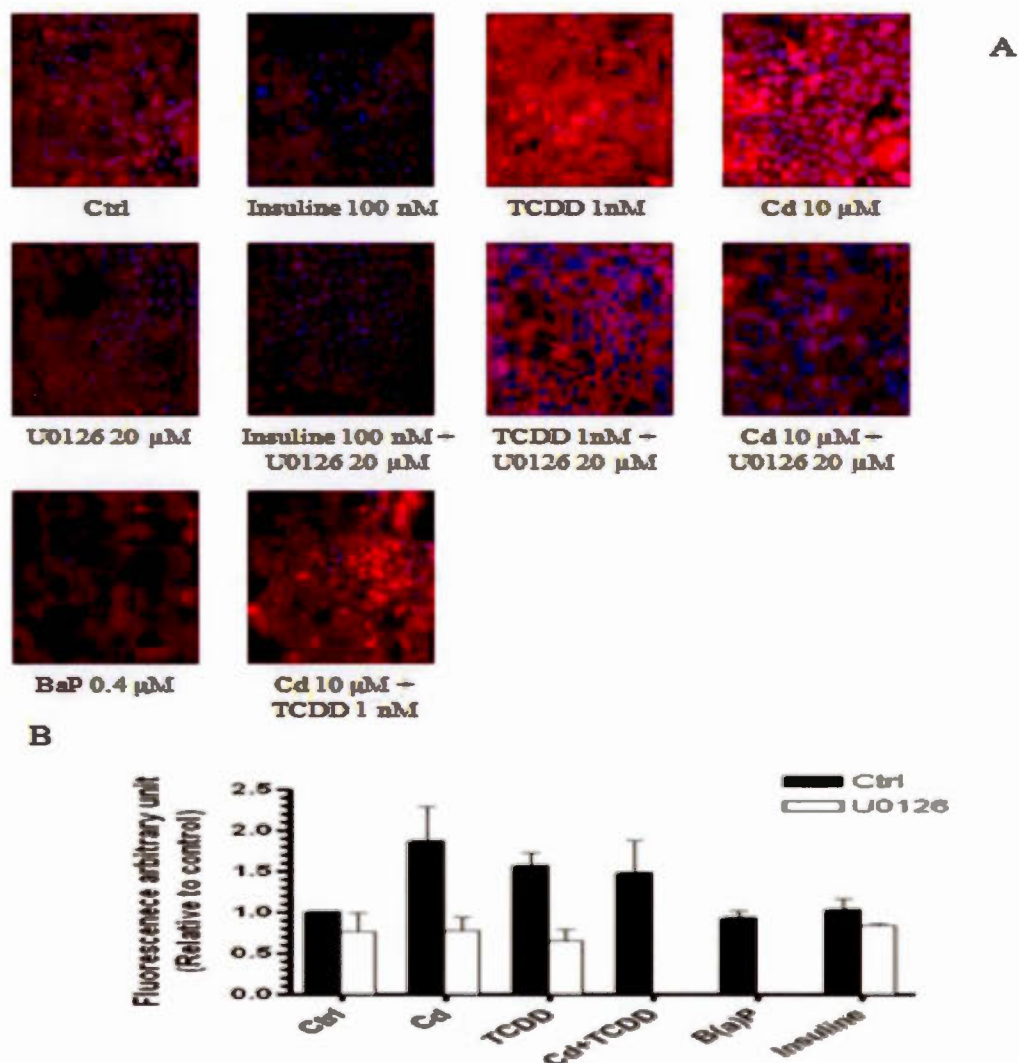 A
Ctrl
Insuline 100 nM
TCDD 1nM
Cd 10 µM
U0126 20 µM
Insuline 100 nM +
U0126 20 µM
TCDD 1nM +
U0126 20 µM
Cd 10 µM +
U0126 20 µM
BaP 0.4 µM
Cd 10 µM +
TCDD 1 nM
B
Fluorescenece arbitrary unit
(Relative to control)
2.5
2.0
1.5
1.0
0.5
0.0
Ctrl
U0126
Ctrl
Cd
TCDD
Cd+TCDD
B(a)P
Insuline